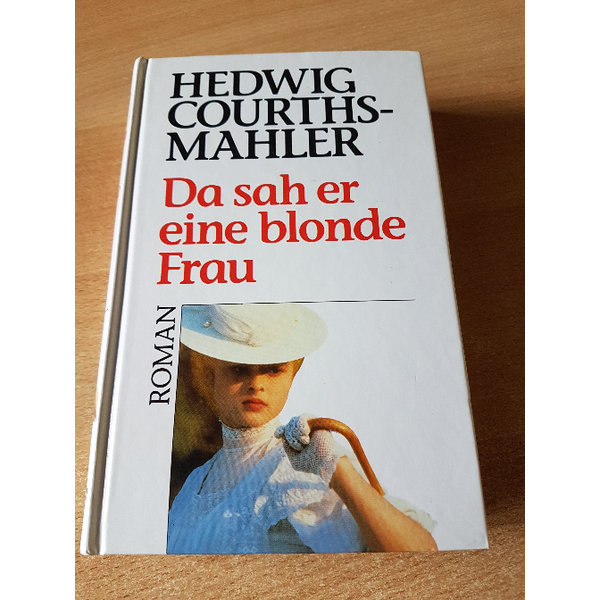 HEDWIG
COURTHS-
MAHLER
Da sah er
eine blonde
Frau
ROMAN